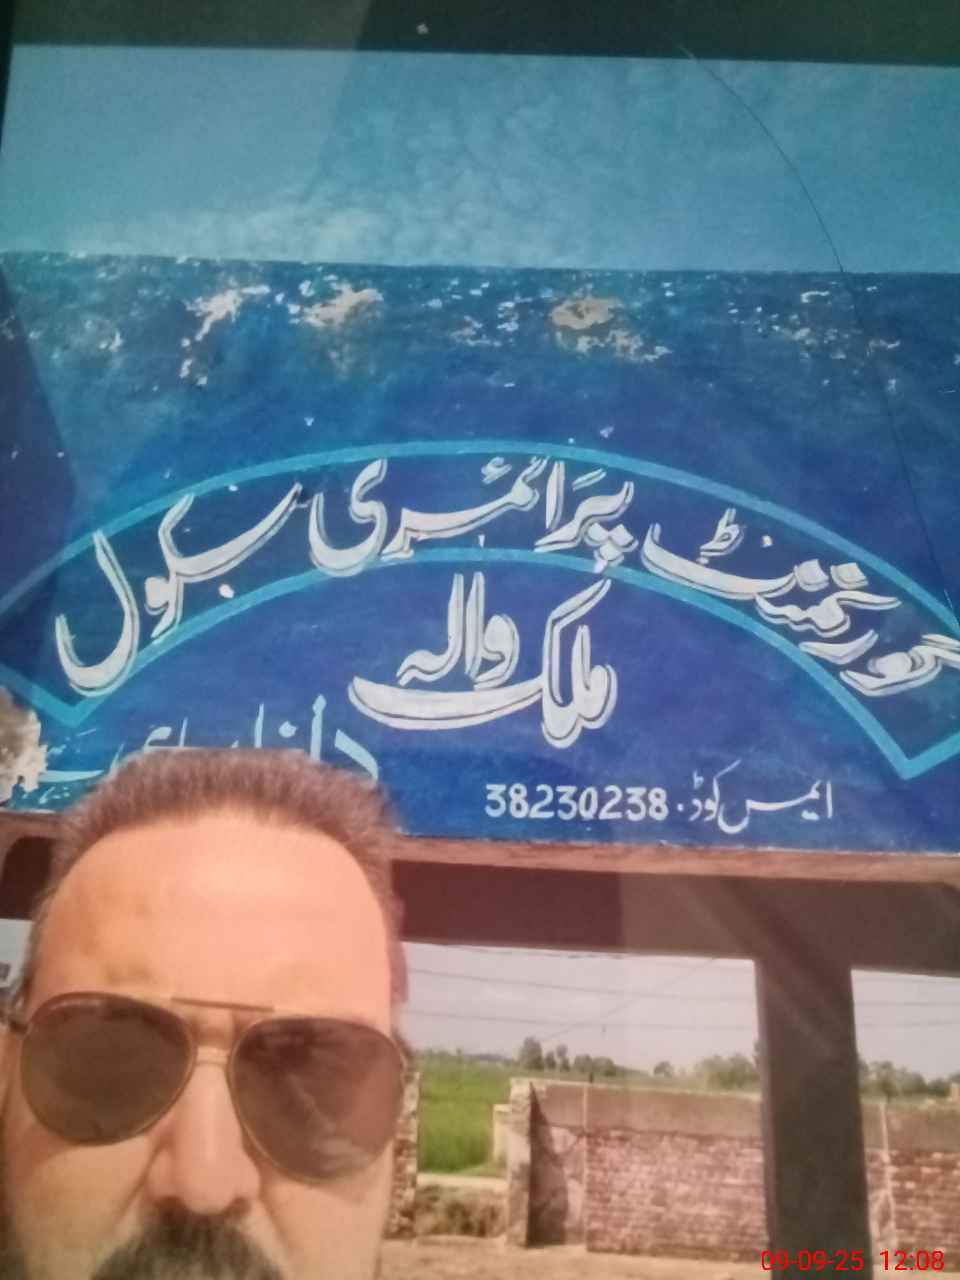 گورنمنٹ پرائمری سکول
ملک والہ
ایمس کوڈ. 38230238
09-09-25 12:08